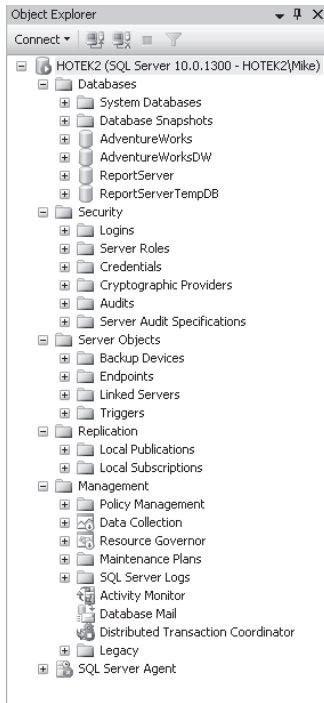 Object Explorer
Connect
HOTEK2 (SQL Server 10.0.1300 - HOTEK2\Mike)
Databases
System Databases
Database Snapshots
AdventureWorks
AdventureWorksDW
ReportServer
ReportServerTempDB
Security
Logins
Server Roles
Credentials
Cryptographic Providers
Audits
Server Audit Specifications
Server Objects
Backup Devices
Endpoints
Linked Servers
Triggers
Replication
Local Publications
Local Subscriptions
Management
Policy Management
Data Collection
Resource Governor
Maintenance Plans
SQL Server Logs
Activity Monitor
Database Mail
Distributed Transaction Coordinator
Legacy
SQL Server Agent